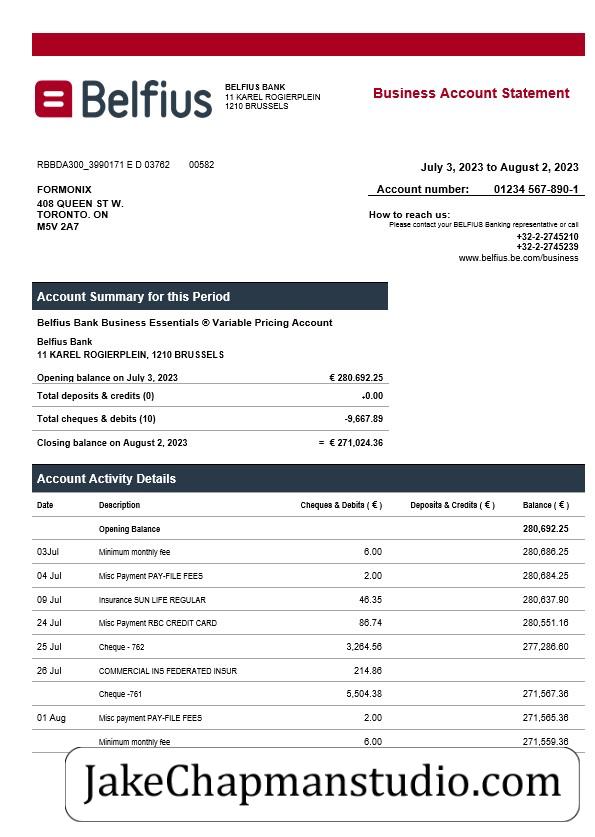 Belfius
BELFIUS BANK
11 KAREL ROGIERPLEIN
1210 BRUSSELS
Business Account Statement
RBBDA300_3990171 E D 03762 00582
July 3, 2023 to August 2, 2023
FORMONIX
408 QUEEN ST W.
TORONTO. ON
M5V 2A7
Account number: 01234 567-890-1
How to reach us:
Please contact your BELFIUS Banking representative or call
+32-2-2745210
+32-2-2745239
www.belfius.be.com/business
Account Summary for this Period
Belfius Bank Business Essentials ® Variable Pricing Account
Belfius Bank
11 KAREL ROGIERPLEIN, 1210 BRUSSELS
Opening balance on July 3, 2023 € 280.692.25
Total deposits & credits (0) +0.00
Total cheques & debits (10) -9,667.89
Closing balance on August 2, 2023 = € 271,024.36
Account Activity Details
Date Description Cheques & Debits ( € ) Deposits & Credits ( € ) Balance ( € )
Opening Balance 280,692.25
03Jul Minimum monthly fee 6.00 280,686.25
04 Jul Misc Payment PAY-FILE FEES 2.00 280,684.25
09 Jul Insurance SUN LIFE REGULAR 46.35 280,637.90
24 Jul Misc Payment RBC CREDIT CARD 86.74 280,551.16
25 Jul Cheque - 762 3,264.56 277,286.60
26 Jul COMMERCIAL INS FEDERATED INSUR 214.86
Cheque -761 5,504.38 271,567.36
01 Aug Misc payment PAY-FILE FEES 2.00 271,565.36
Minimum monthly fee 6.00 271,559.36
JakeChapmanstudio.com